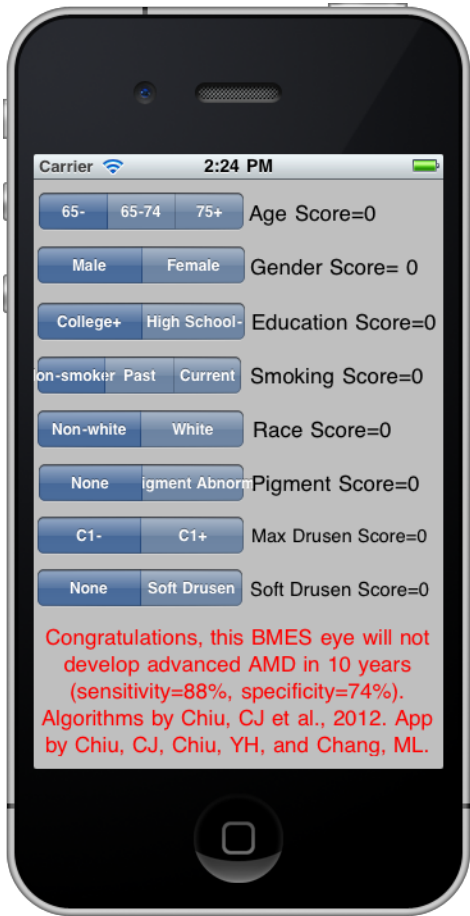 Carrier 2:24 PM
65- 65-74 75+ Age Score=0
Male Female Gender Score= 0
College+ High School- Education Score=0
on-smoker Past Current Smoking Score=0
Non-white White Race Score=0
None igment Abnorm Pigment Score=0
C1- C1+ Max Drusen Score=0
None Soft Drusen Soft Drusen Score=0
Congratulations, this BMES eye will not
develop advanced AMD in 10 years
(sensitivity=88%, specificity=74%).
Algorithms by Chiu, CJ et al., 2012. App
by Chiu, CJ, Chiu, YH, and Chang, ML.